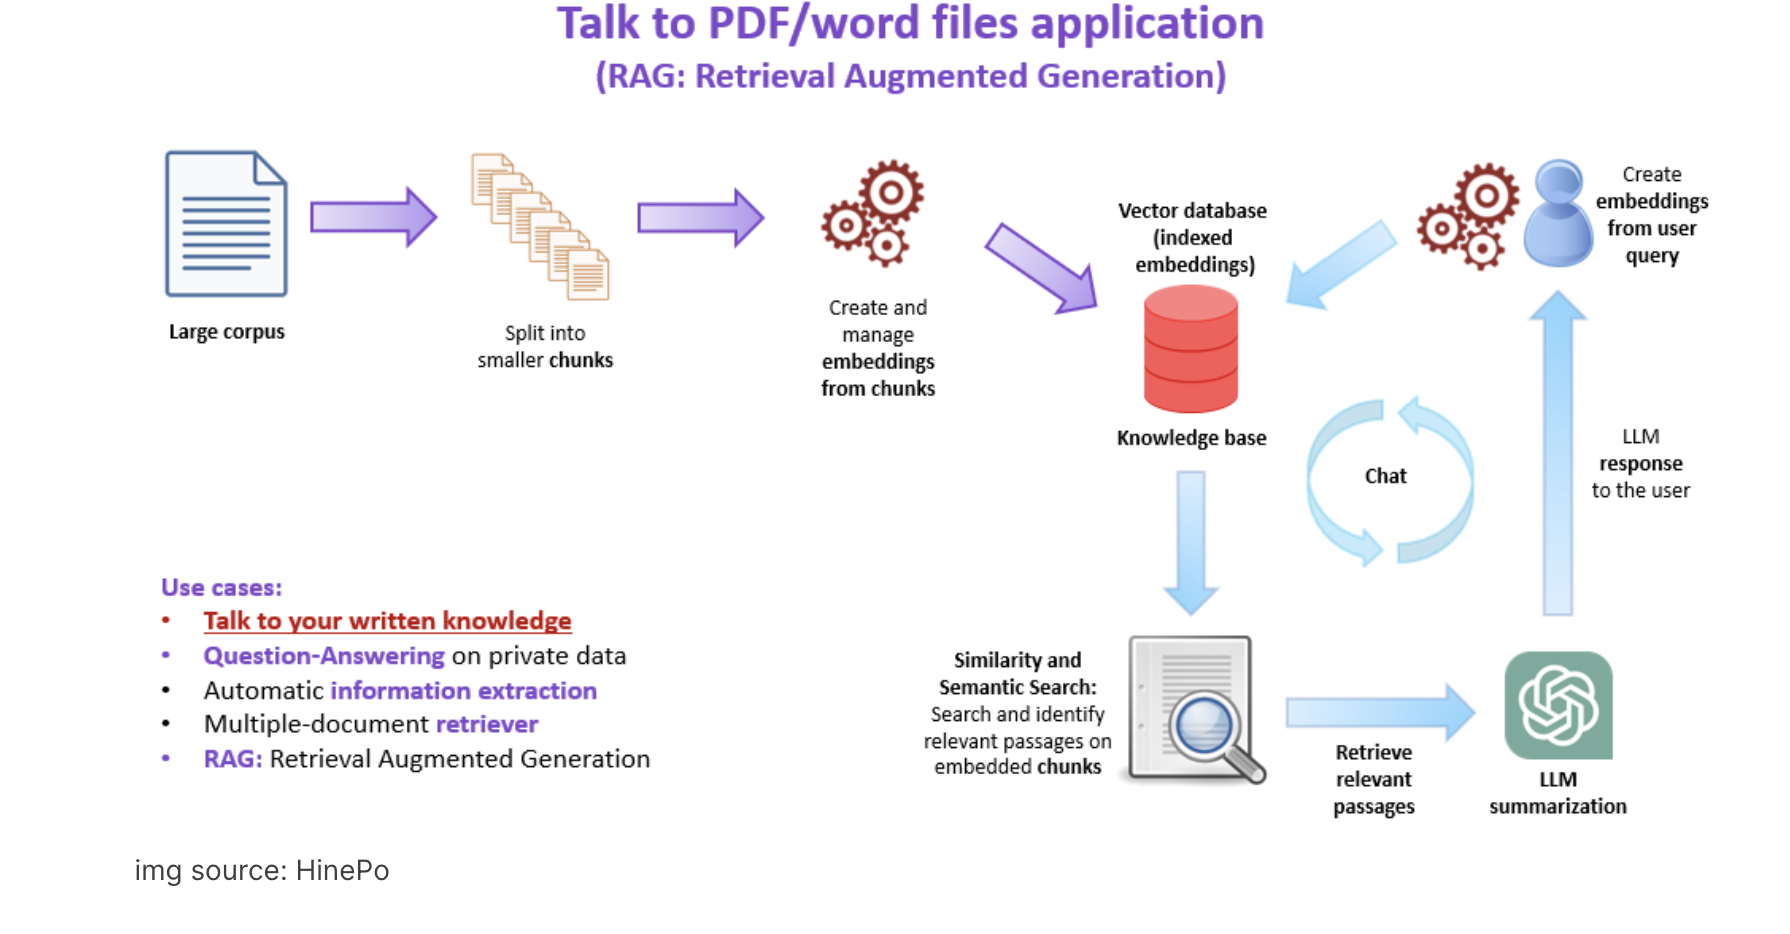 Talk to PDF/word files application
(RAG: Retrieval Augmented Generation)
Large corpus
Split into
smaller chunks
Create and
manage
embeddings
from chunks
Vector database
(indexed
embeddings)
Knowledge base
Create
embeddings
from user
query
Chat
LLM
response
to the user
Similarity and
Semantic Search:
Search and identify
relevant passages on
embedded chunks
Retrieve
relevant
passages
LLM
summarization
Use cases:
• Talk to your written knowledge
• Question-Answering on private data
• Automatic information extraction
• Multiple-document retriever
• RAG: Retrieval Augmented Generation
img source: HinePo